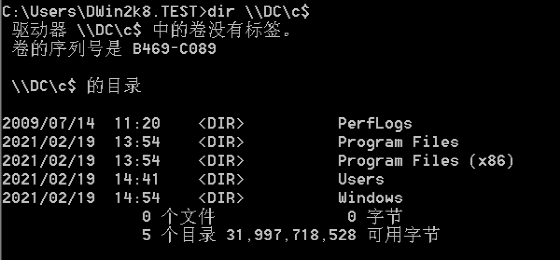 C:\Users\DWin2k8.TEST>dir \\DC\c$
驱动器 \\DC\c$ 中的卷没有标签。
卷的序列号是 B469-C089
\\DC\c$ 的目录
2009/07/14  11:20    <DIR>          PerfLogs
2021/02/19  13:54    <DIR>          Program Files
2021/02/19  13:54    <DIR>          Program Files (x86)
2021/02/19  14:41    <DIR>          Users
2021/02/19  14:54    <DIR>          Windows
0 个文件              0 字节
5 个目录 31,997,718,528 可用字节